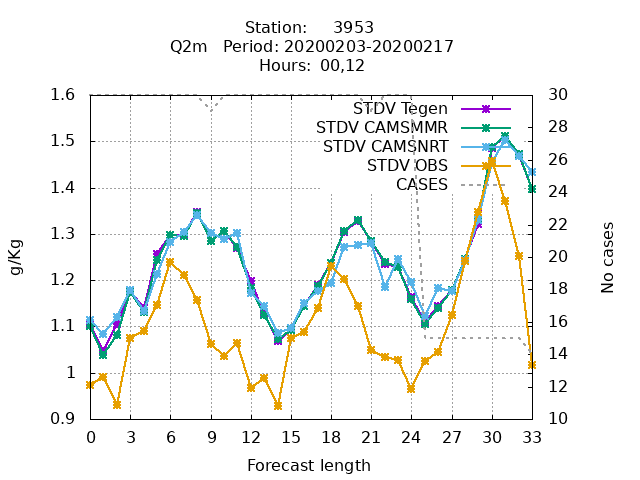 Station:     3953
Q2m   Period: 20200203-20200217
Hours:  00,12
1.6
1.5
1.4
1.3
1.2
1.1
1
0.9
g/Kg
STDV Tegen
STDV CAMSMMR
STDV CAMSNRT
STDV OBS
CASES
30
28
26
24
22
20
18
16
14
12
10
No cases
0 3 6 9 12 15 18 21 24 27 30 33
Forecast length